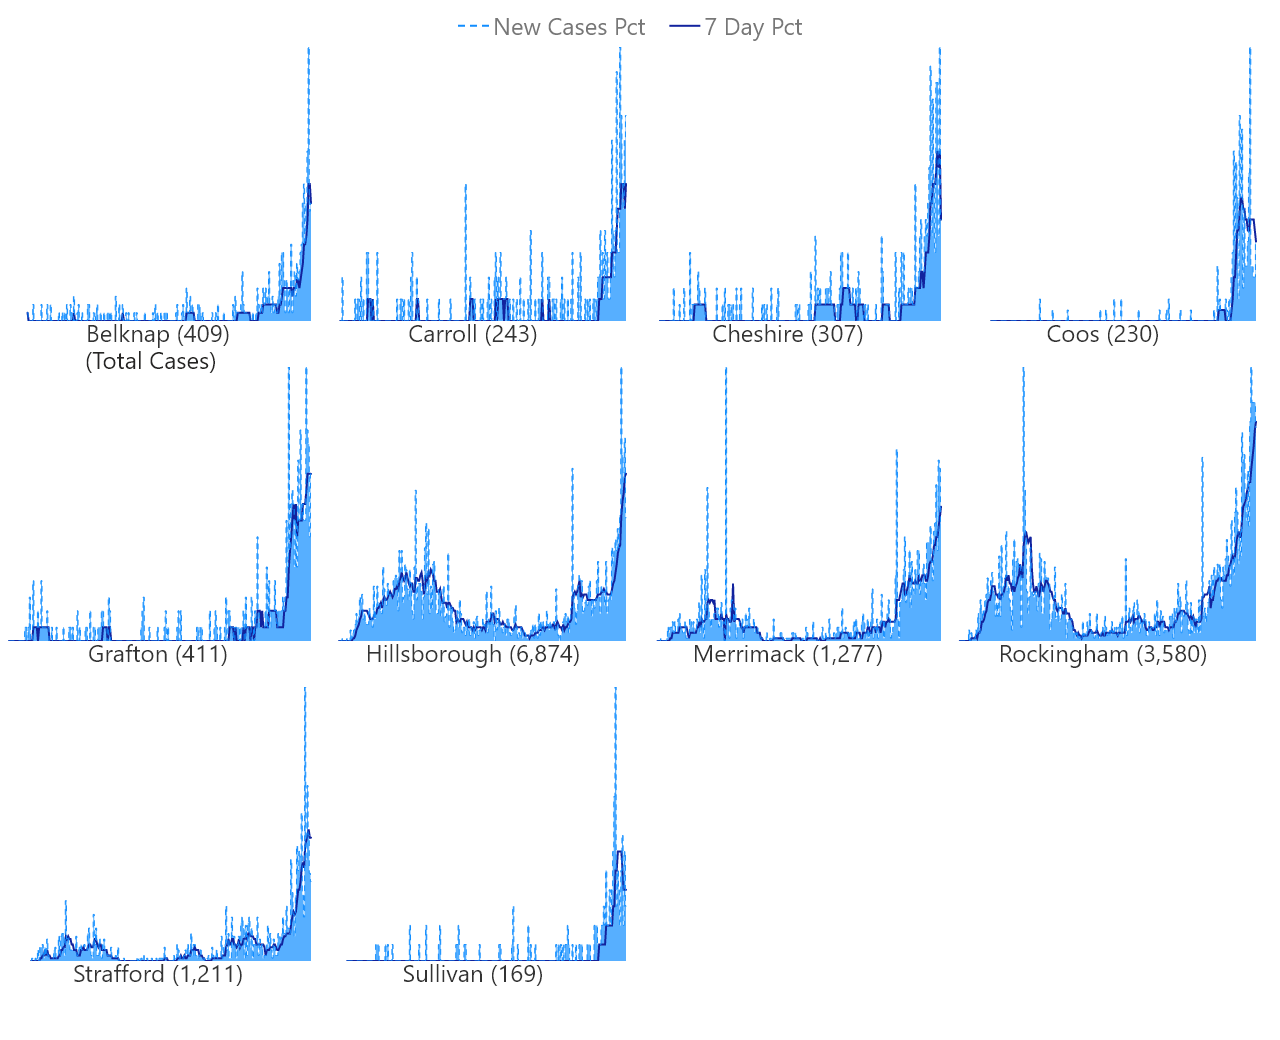 New Cases Pct 7 Day Pct
Belknap (409)
(Total Cases)
Carroll (243)
Cheshire (307)
Coos (230)
Grafton (411)
Hillsborough (6,874)
Merrimack (1,277)
Rockingham (3,580)
Strafford (1,211)
Sullivan (169)